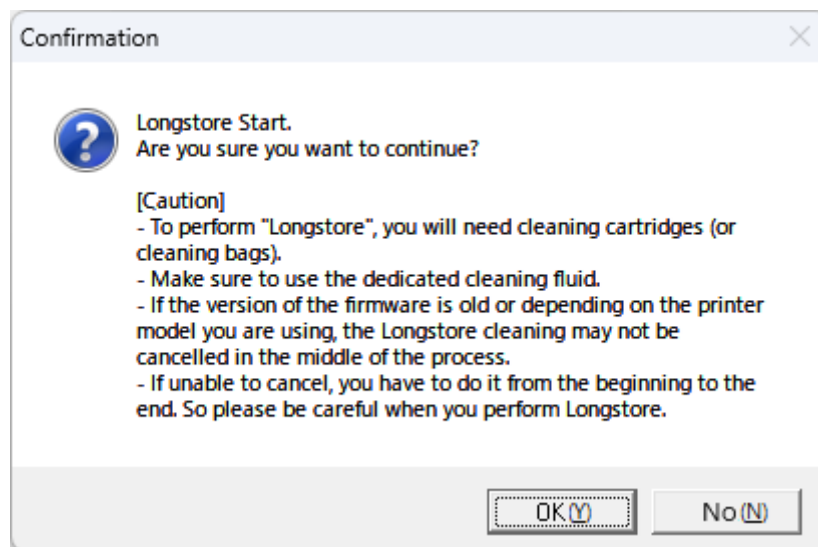 Confirmation
Longstore Start.
Are you sure you want to continue?
[Caution]
- To perform "Longstore", you will need cleaning cartridges (or
cleaning bags).
- Make sure to use the dedicated cleaning fluid.
- If the version of the firmware is old or depending on the printer
model you are using, the Longstore cleaning may not be
cancelled in the middle of the process.
- If unable to cancel, you have to do it from the beginning to the
end. So please be careful when you perform Longstore.
OK(Y) No(N)